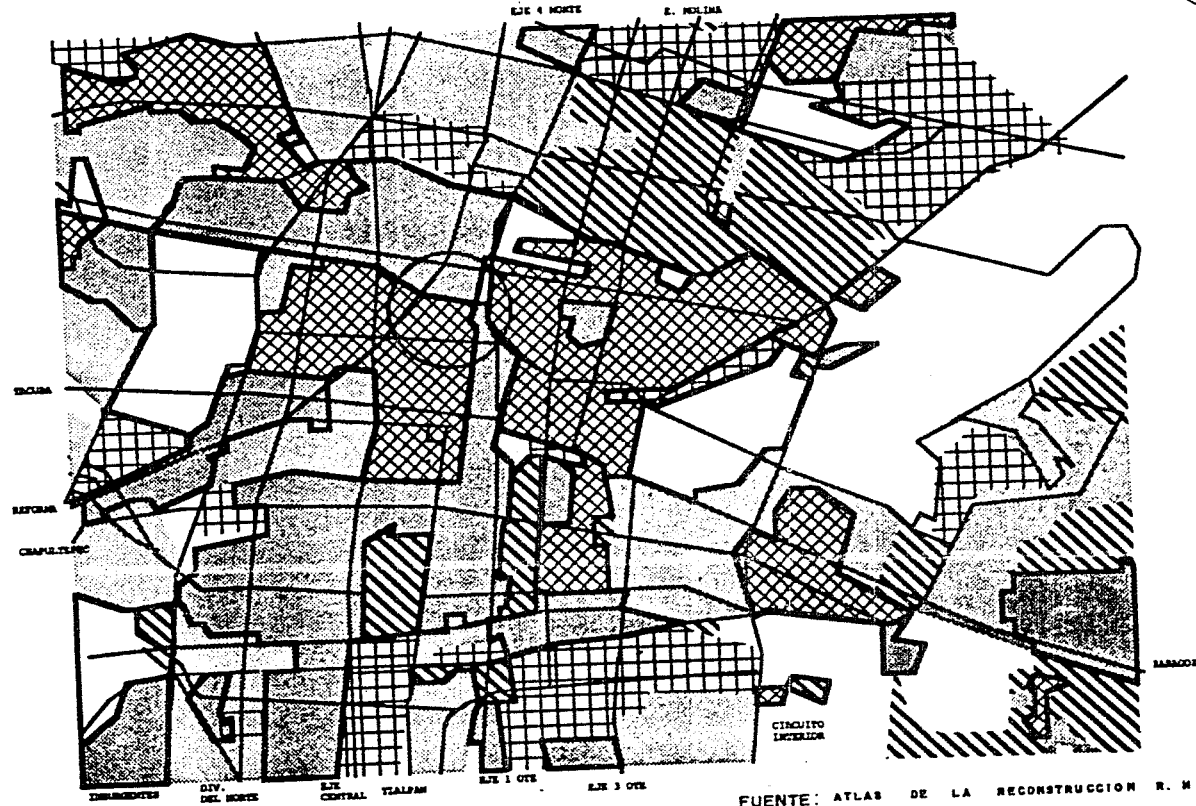 EJE 4 NORTE
E. MOLINA
TACUBA
REFORMA
CHAPULTEPEC
ZARAGOZA
CIRCUITO
INTERIOR
INSURGENTES
DIV.
DEL NORTE
EJE
CENTRAL
TLALPAN
EJE 1 OTE
EJE 3 OTE
FUENTE: ATLAS DE LA RECONSTRUCCION R. M